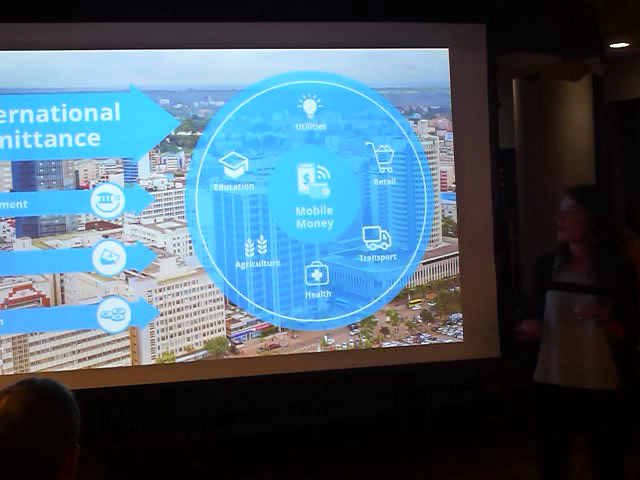 ernational
mittance
ment
Utilities
Education
Retail
Mobile
Money
Agriculture
Transport
Health